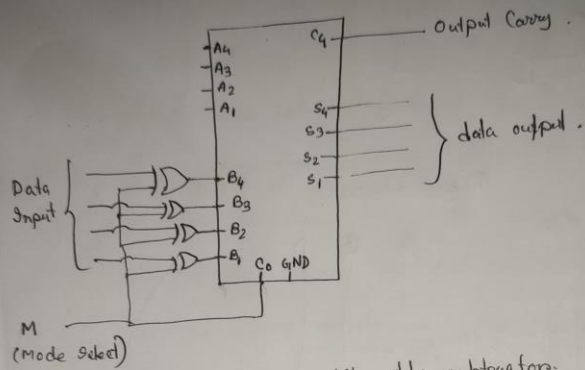 C4 Output Carry.
A4
A3
A2
A1
S4
S3
S2
S1
data output.
Data
Input
B4
B3
B2
B1
C0 GND
M
(Mode Select)